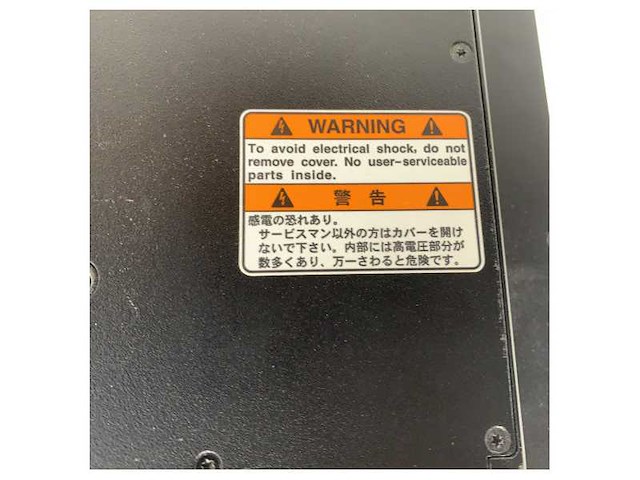 WARNING
To avoid electrical shock, do not
remove cover. No user-serviceable
parts inside.
警告
感電の恐れあり。
サービスマン以外の方はカバーを開け
ないで下さい。内部には高電圧部分が
数多くあり、万一さわると危険です。